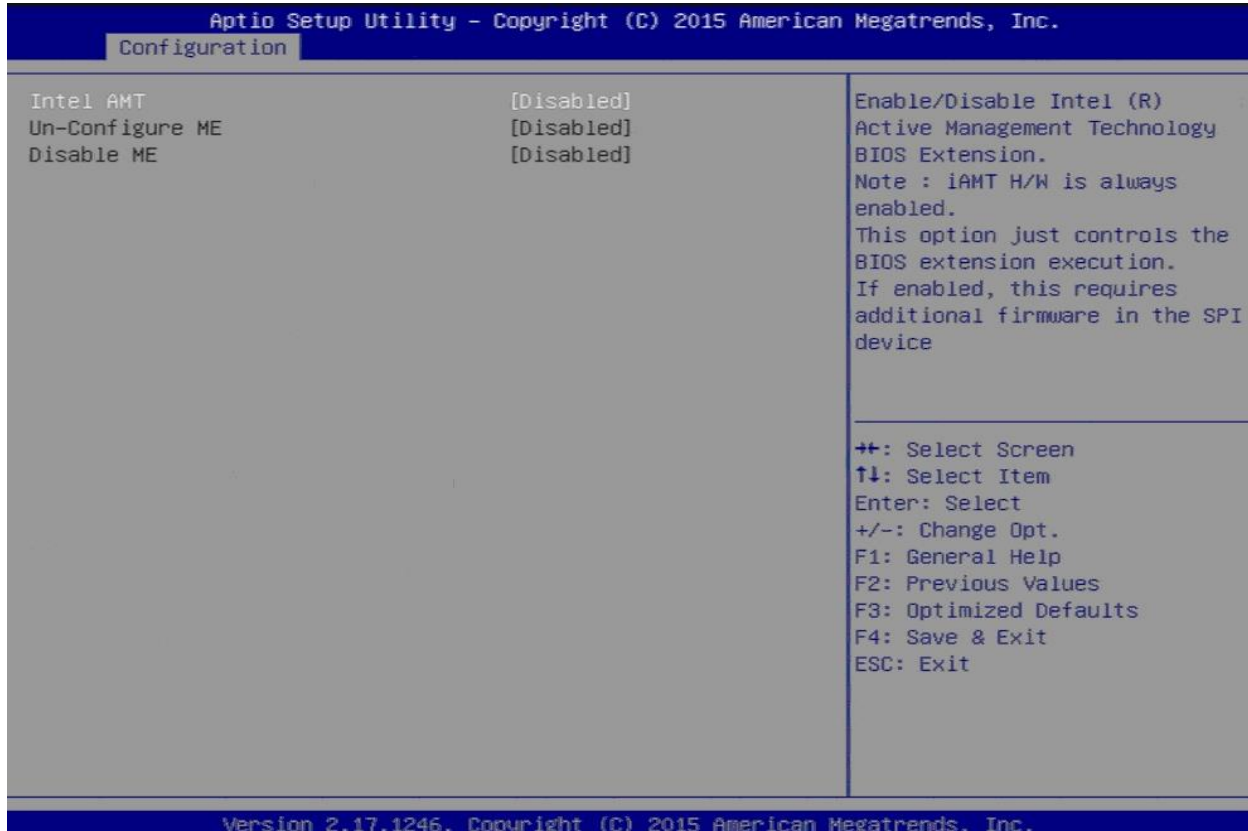 Aptio Setup Utility – Copyright (C) 2015 American Megatrends, Inc.
Configuration
Intel AMT [Disabled]
Un-Configure ME [Disabled]
Disable ME [Disabled]
Enable/Disable Intel (R)
Active Management Technology
BIOS Extension.
Note : iAMT H/W is always
enabled.
This option just controls the
BIOS extension execution.
If enabled, this requires
additional firmware in the SPI
device
→←: Select Screen
↑↓: Select Item
Enter: Select
+/-: Change Opt.
F1: General Help
F2: Previous Values
F3: Optimized Defaults
F4: Save & Exit
ESC: Exit
Version 2.17.1246. Copyright (C) 2015 American Megatrends, Inc.